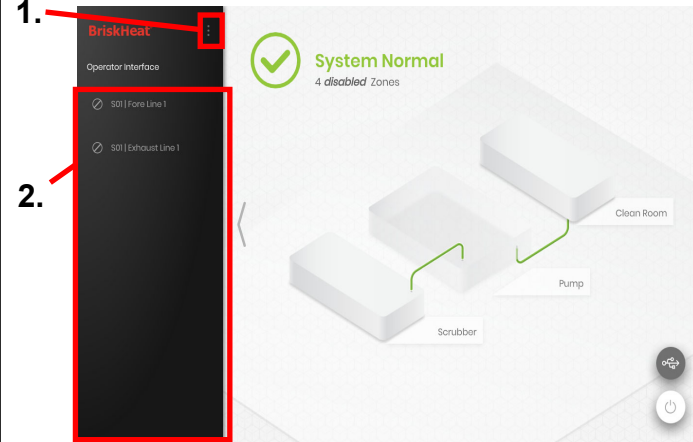 1.
BriskHeat
Operator Interface
S01 | Fore Line 1
S01 | Exhaust Line 1
2.
System Normal
4 disabled Zones
Clean Room
Pump
Scrubber